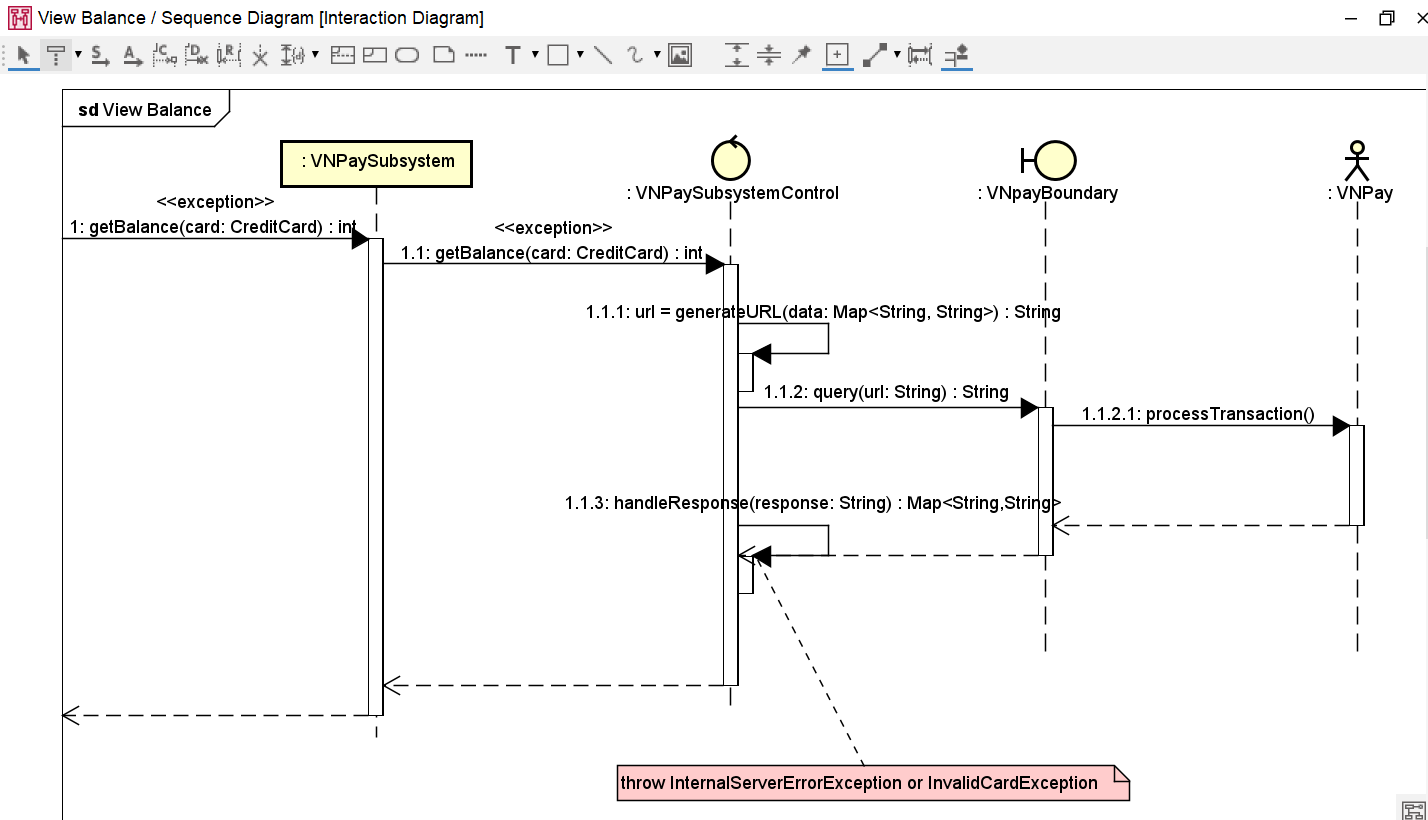 View Balance / Sequence Diagram [Interaction Diagram]
S
A
C
D
R
{d}
T
sd View Balance
: VNPaySubsystem
: VNPaySubsystemControl
: VNpayBoundary
: VNPay
<<exception>>
1: getBalance(card: CreditCard) : int
<<exception>>
1.1: getBalance(card: CreditCard) : int
1.1.1: url = generateURL(data: Map<String, String>) : String
1.1.2: query(url: String) : String
1.1.2.1: processTransaction()
1.1.3: handleResponse(response: String) : Map<String,String>
throw InternalServerErrorException or InvalidCardException